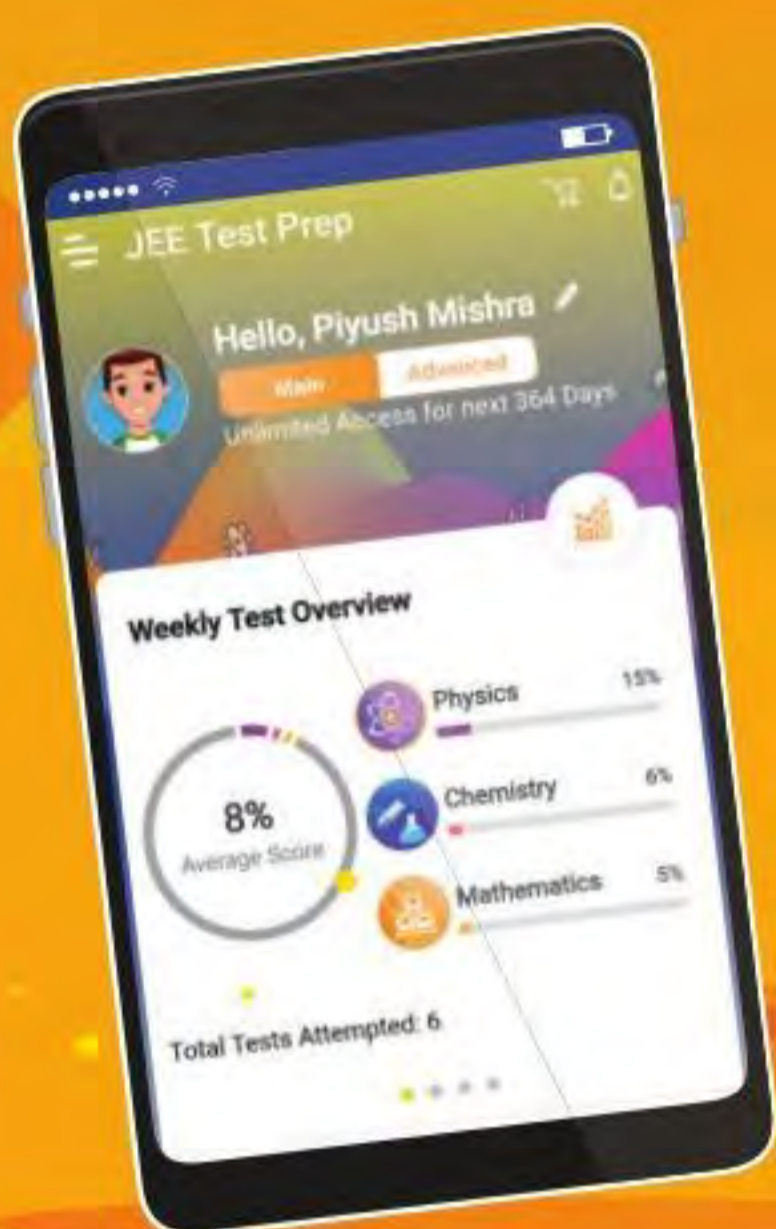 JEE Test Prep
Hello, Piyush Mishra
Main Advanced
Unlimited Access for next 364 Days
Weekly Test Overview
Physics 15%
8%
Average Score
Chemistry 6%
Mathematics 5%
Total Tests Attempted: 6